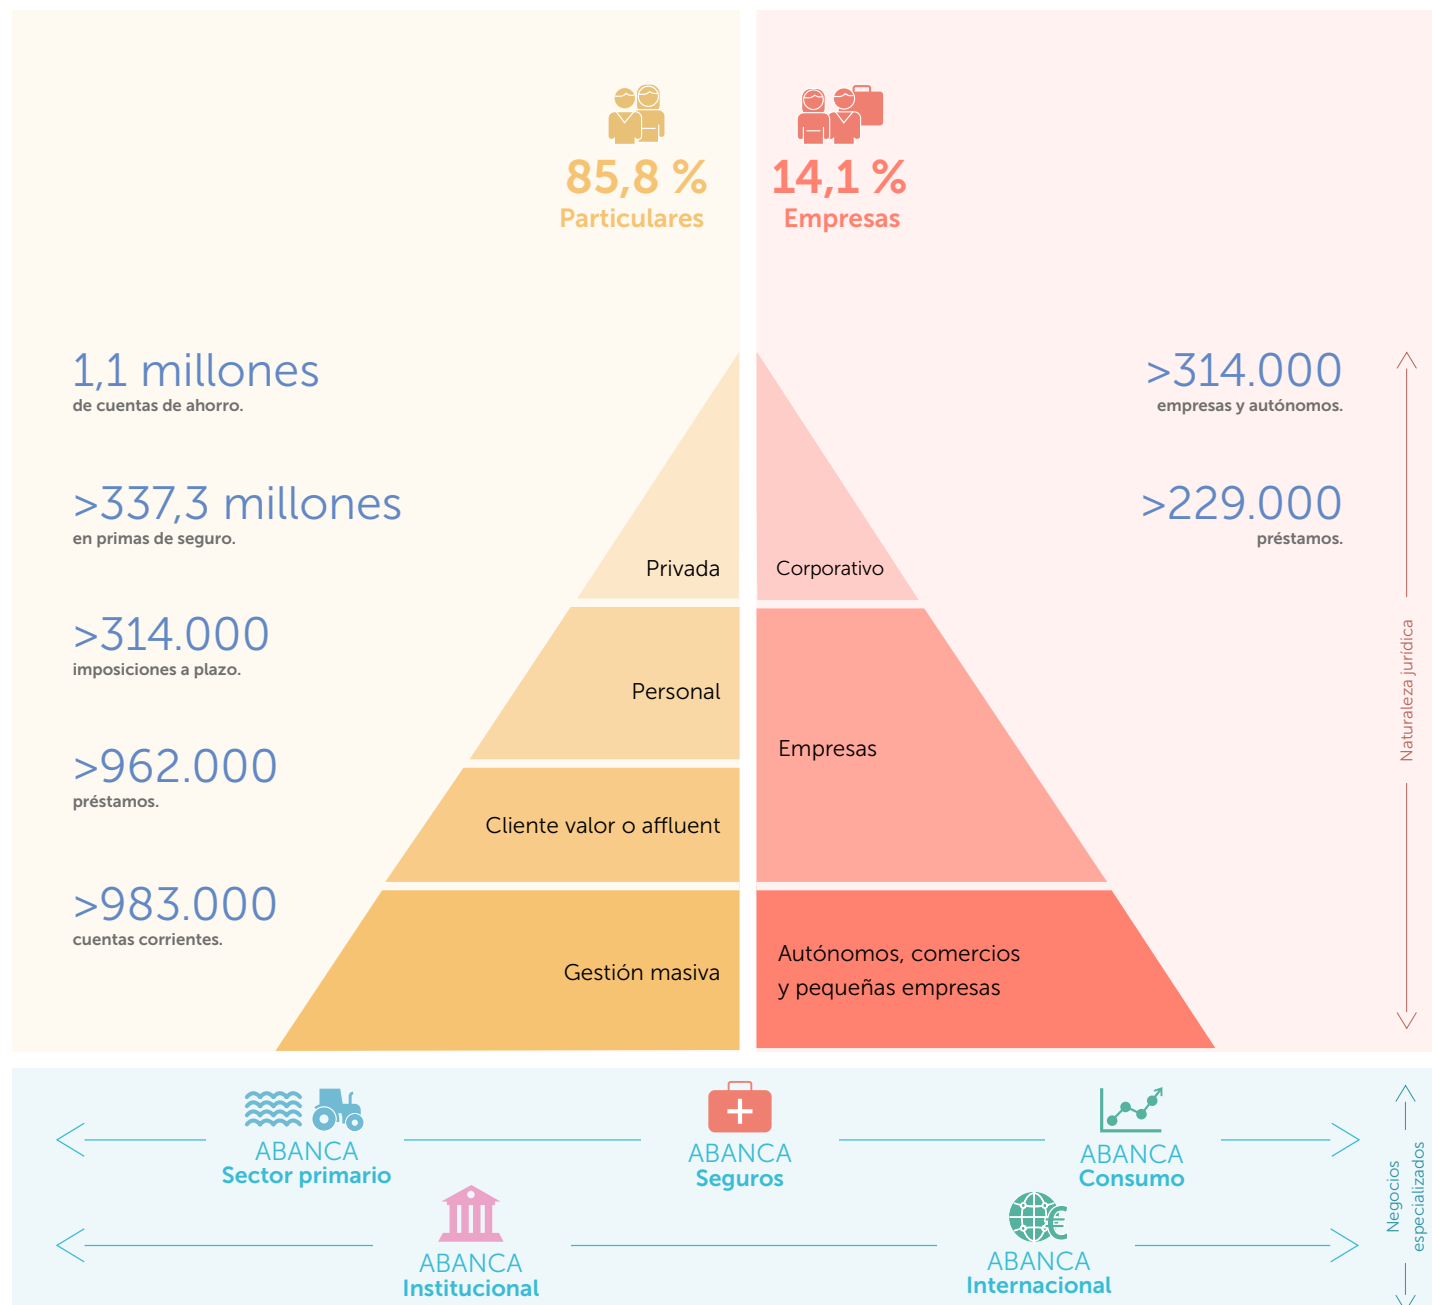 85,8 %
Particulares
14,1 %
Empresas
1,1 millones
de cuentas de ahorro.
>337,3 millones
en primas de seguro.
>314.000
imposiciones a plazo.
>962.000
préstamos.
>983.000
cuentas corrientes.
Privada
Personal
Cliente valor o affluent
Gestión masiva
Corporativo
Empresas
Autónomos, comercios
y pequeñas empresas
>314.000
empresas y autónomos.
>229.000
préstamos.
Naturaleza jurídica
ABANCA
Sector primario
ABANCA
Seguros
ABANCA
Consumo
ABANCA
Institucional
ABANCA
Internacional
Negocios
especializados